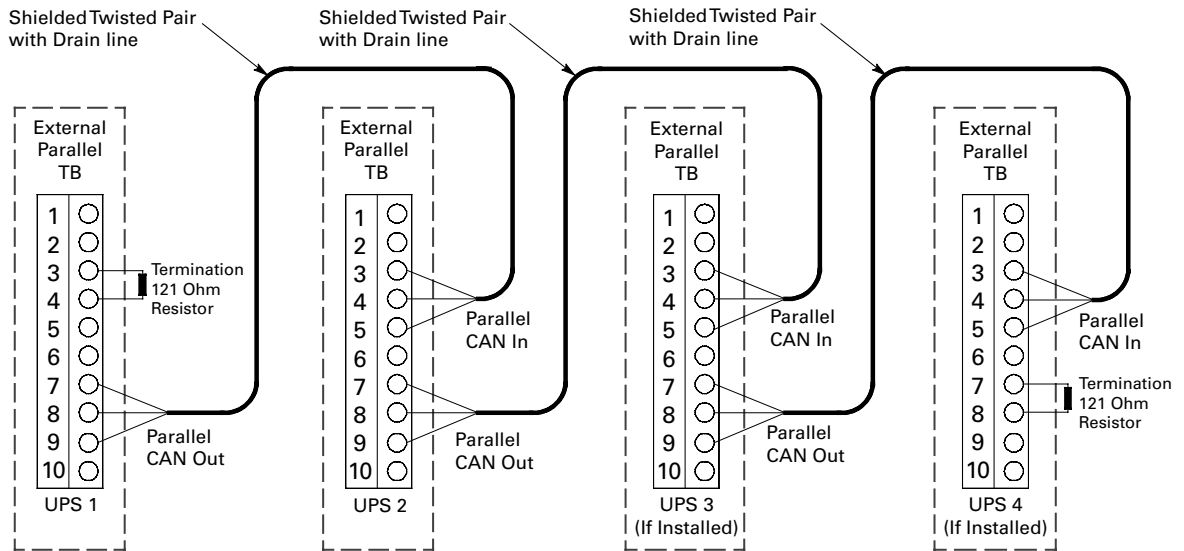 Shielded Twisted Pair
with Drain line
Shielded Twisted Pair
with Drain line
Shielded Twisted Pair
with Drain line
External
Parallel
TB
1
2
3
4
5
6
7
8
9
10
Termination
121 Ohm
Resistor
Parallel
CAN Out
UPS 1
External
Parallel
TB
1
2
3
4
5
6
7
8
9
10
Parallel
CAN In
Parallel
CAN Out
UPS 2
External
Parallel
TB
1
2
3
4
5
6
7
8
9
10
Parallel
CAN In
Parallel
CAN Out
UPS 3
(If Installed)
External
Parallel
TB
1
2
3
4
5
6
7
8
9
10
Parallel
CAN In
Termination
121 Ohm
Resistor
UPS 4
(If Installed)